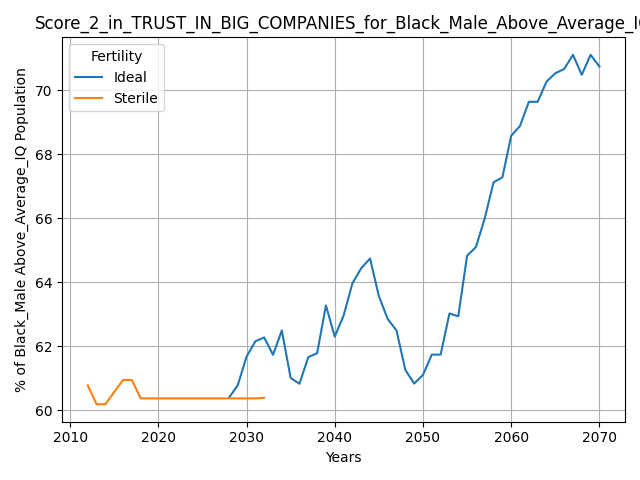 Score_2_in_TRUST_IN_BIG_COMPANIES_for_Black_Male_Above_Average_I
Fertility
Ideal
Sterile
% of Black_Male Above_Average_IQ Population
70
68
66
64
62
60
2010 2020 2030 2040 2050 2060 2070
Years